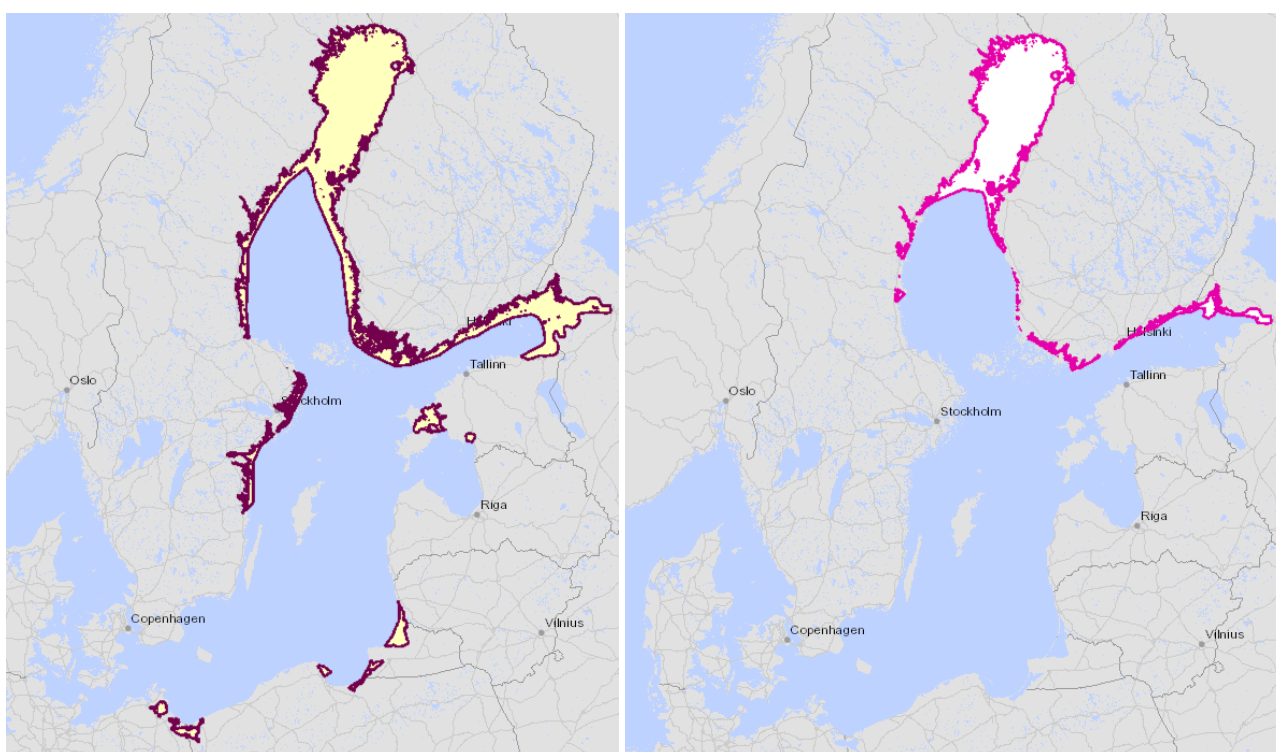 Helsinki
Oslo
Tallinn
Stockholm
Riga
Copenhagen
Vilnius
Helsinki
Tallinn
Oslo
Stockholm
Riga
Copenhagen
Vilnius